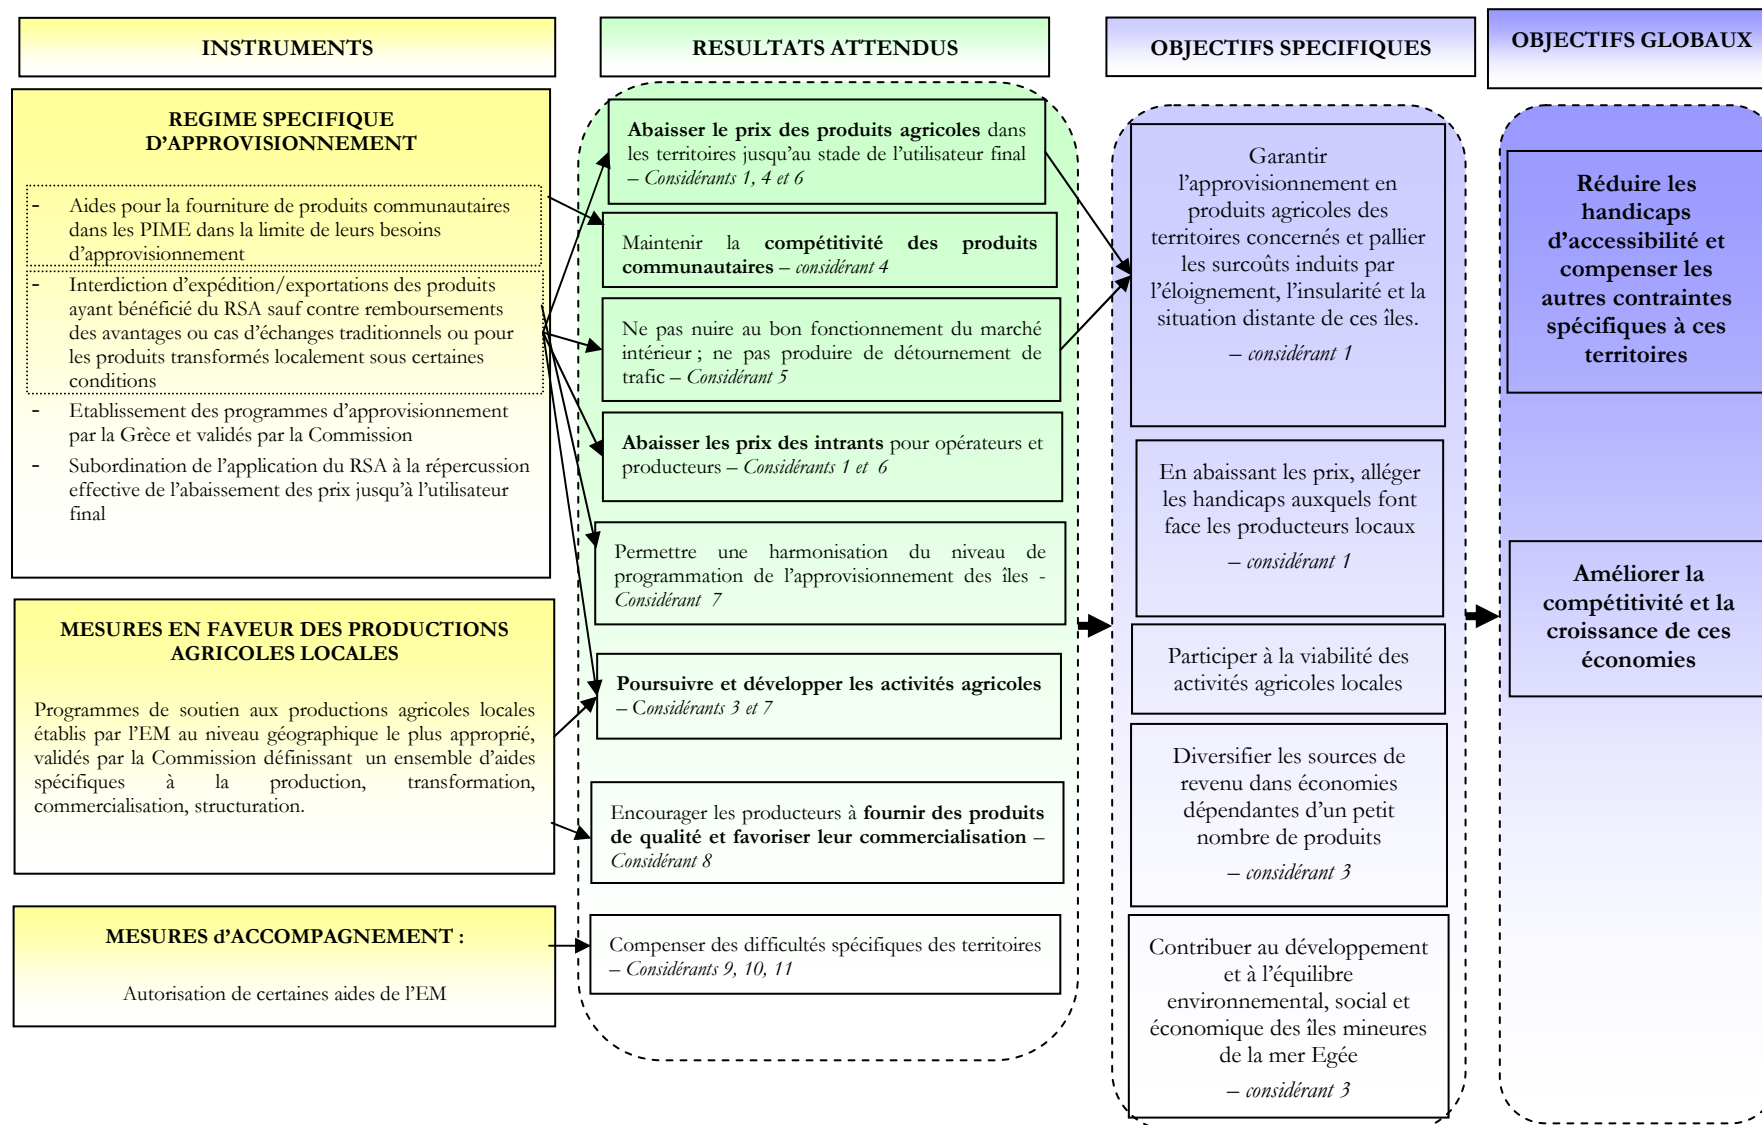 INSTRUMENTS
REGIME SPECIFIQUE
D’APPROVISIONNEMENT
- Aides pour la fourniture de produits communautaires
dans les PIME dans la limite de leurs besoins
d’approvisionnement
- Interdiction d’expédition/exportations des produits
ayant bénéficié du RSA sauf contre remboursements
des avantages ou cas d’échanges traditionnels ou pour
les produits transformés localement sous certaines
conditions
- Etablissement des programmes d’approvisionnement
par la Grèce et validés par la Commission
- Subordination de l’application du RSA à la répercussion
effective de l’abaissement des prix jusqu’à l’utilisateur
final
MESURES EN FAVEUR DES PRODUCTIONS
AGRICOLES LOCALES
Programmes de soutien aux productions agricoles locales
établis par l’EM au niveau géographique le plus approprié,
validés par la Commission définissant un ensemble d’aides
spécifiques à la production, transformation,
commercialisation, structuration.
MESURES d’ACCOMPAGNEMENT :
Autorisation de certaines aides de l’EM
RESULTATS ATTENDUS
Abaisser le prix des produits agricoles dans
les territoires jusqu’au stade de l’utilisateur final
– Considérants 1, 4 et 6
Maintenir la compétitivité des produits
communautaires – considérant 4
Ne pas nuire au bon fonctionnement du marché
intérieur ; ne pas produire de détournement de
trafic – Considérant 5
Abaisser les prix des intrants pour opérateurs et
producteurs – Considérants 1 et 6
Permettre une harmonisation du niveau de
programmation de l’approvisionnement des îles -
Considérant 7
Poursuivre et développer les activités agricoles
– Considérants 3 et 7
Encourager les producteurs à fournir des produits
de qualité et favoriser leur commercialisation –
Considérant 8
Compenser des difficultés spécifiques des territoires
– Considérants 9, 10, 11
OBJECTIFS SPECIFIQUES
Garantir
l’approvisionnement en
produits agricoles des
territoires concernés et pallier
les surcoûts induits par
l’éloignement, l’insularité et la
situation distante de ces îles.
– considérant 1
En abaissant les prix, alléger
les handicaps auxquels font
face les producteurs locaux
– considérant 1
Participer à la viabilité des
activités agricoles locales
Diversifier les sources de
revenu dans économies
dépendantes d’un petit
nombre de produits
– considérant 3
Contribuer au développement
et à l’équilibre
environnemental, social et
économique des îles mineures
de la mer Egée
– considérant 3
OBJECTIFS GLOBAUX
Réduire les
handicaps
d’accessibilité et
compenser les
autres contraintes
spécifiques à ces
territoires
Améliorer la
compétitivité et la
croissance de ces
économies